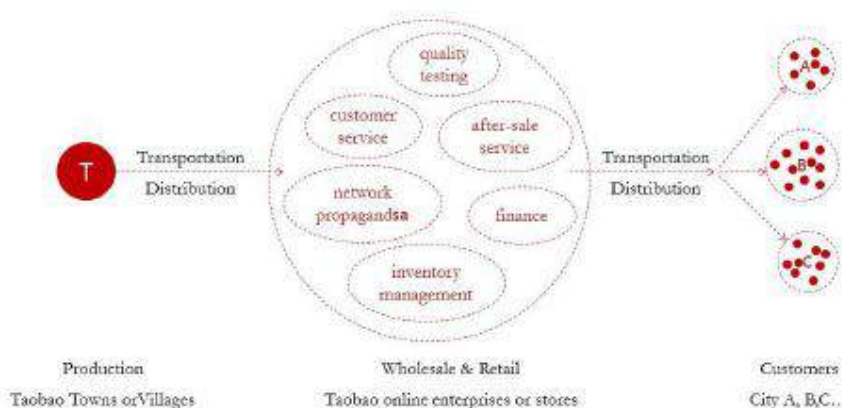 quality
testing
customer
service
after-sale
service
T
Transportation
Distribution
network
propagandsa
finance
inventory
management
Transportation
Distribution
A
B
C
Production
Taobao Towns orVillages
Wholesale & Retail
Taobao online enterprises or stores
Customers
City A, B,C..